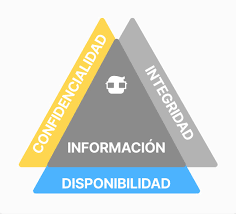 CONFIDENCIALIDAD
INTEGRIDAD
INFORMACIÓN
DISPONIBILIDAD